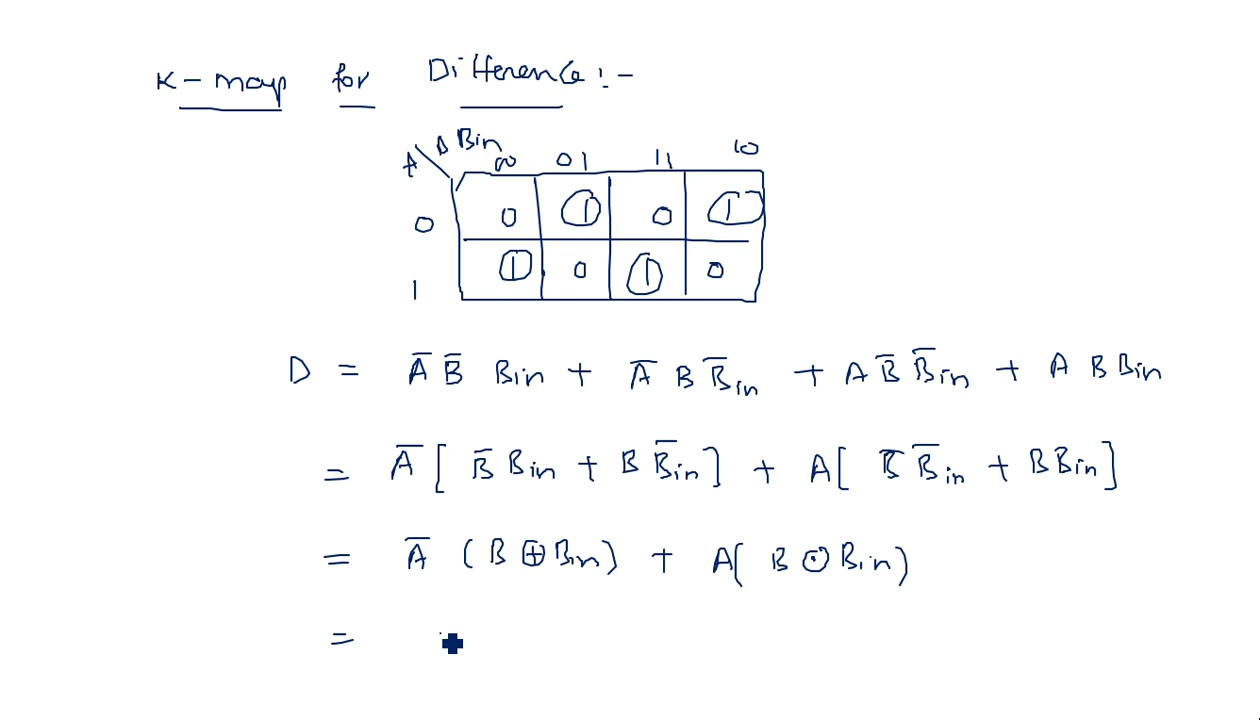 K-map for Difference:-
A\B Bin 00 01 11 10
0 0 1 0 1
1 1 0 1 0
D = A̅ B̅ Bin + A̅ B B̅in + A B̅ B̅in + A B Bin
= A̅ [ B̅ Bin + B B̅in ] + A[ B̅ B̅in + B Bin ]
= A̅ ( B ⊕ Bin ) + A( B ⊙ Bin )
=